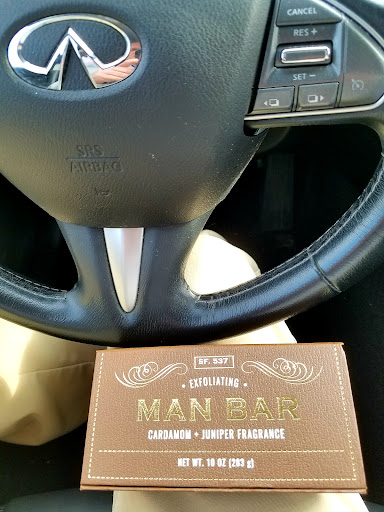 CANCEL
RES +
SET −
SRS
AIRBAG
SF. 537
• EXFOLIATING •
MAN BAR
CARDAMOM + JUNIPER FRAGRANCE
NET WT. 10 OZ (283 g)